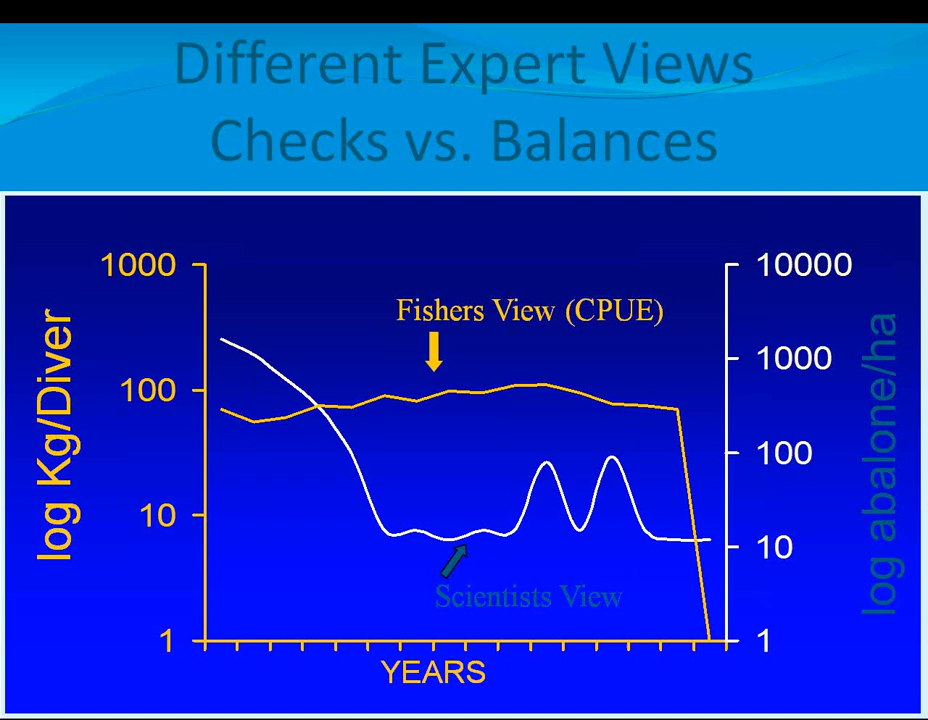 Different Expert Views
Checks vs. Balances
1000
100
10
1
log Kg/Diver
Fishers View (CPUE)
Scientists View
YEARS
10000
1000
100
10
1
log abalone/ha